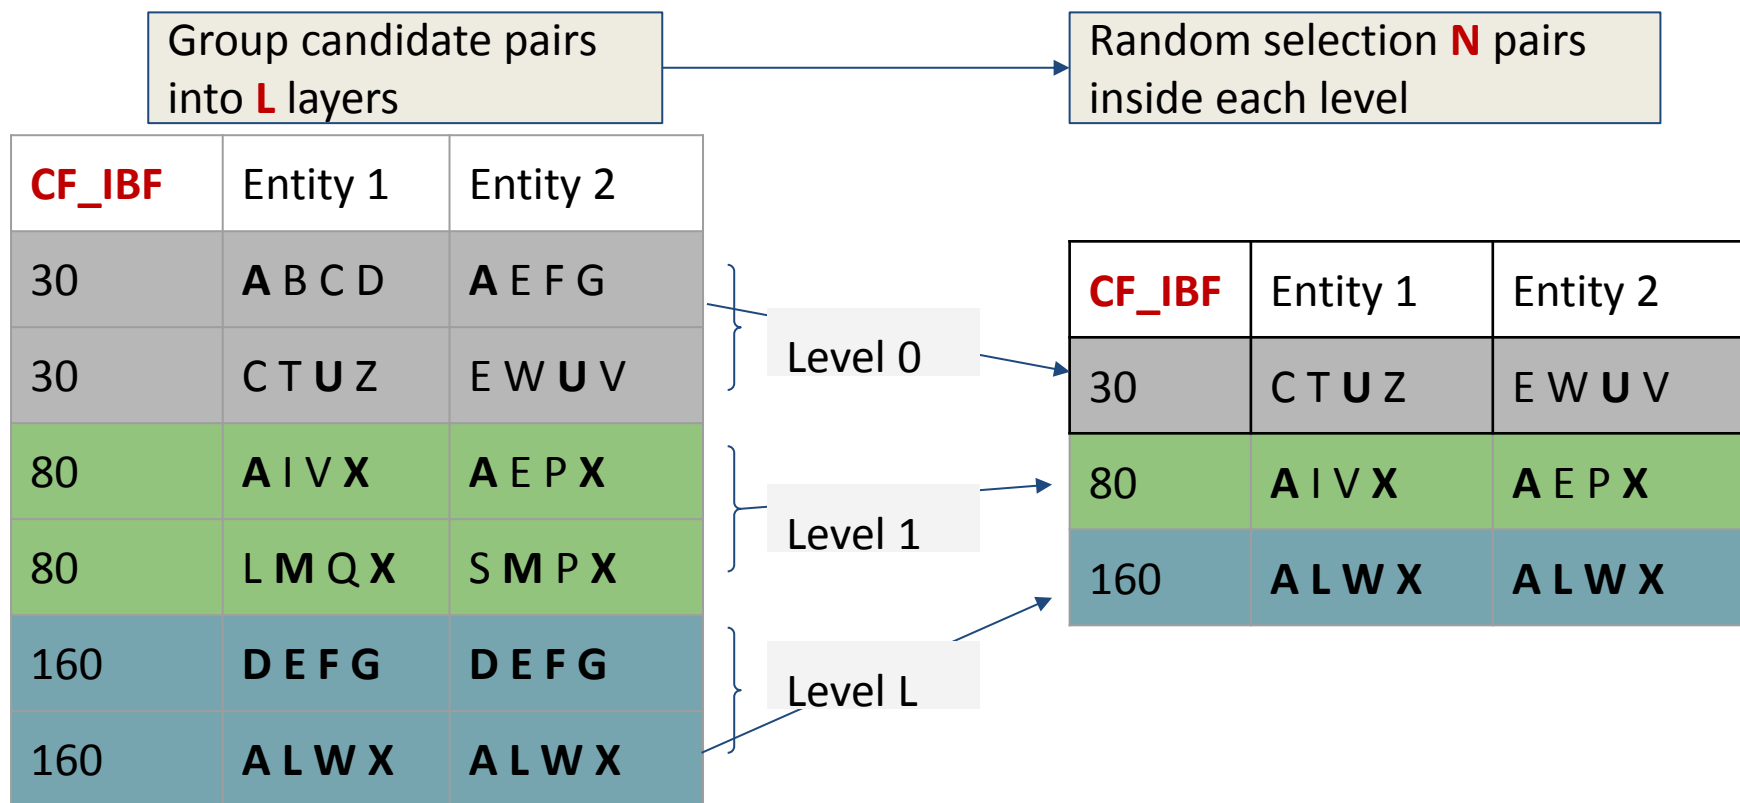 Group candidate pairs
into L layers
Random selection N pairs
inside each level
CF_IBF Entity 1 Entity 2
30 A B C D A E F G
30 C T U Z E W U V
80 A I V X A E P X
80 L M Q X S M P X
160 D E F G D E F G
160 A L W X A L W X
Level 0
Level 1
Level L
CF_IBF Entity 1 Entity 2
30 C T U Z E W U V
80 A I V X A E P X
160 A L W X A L W X